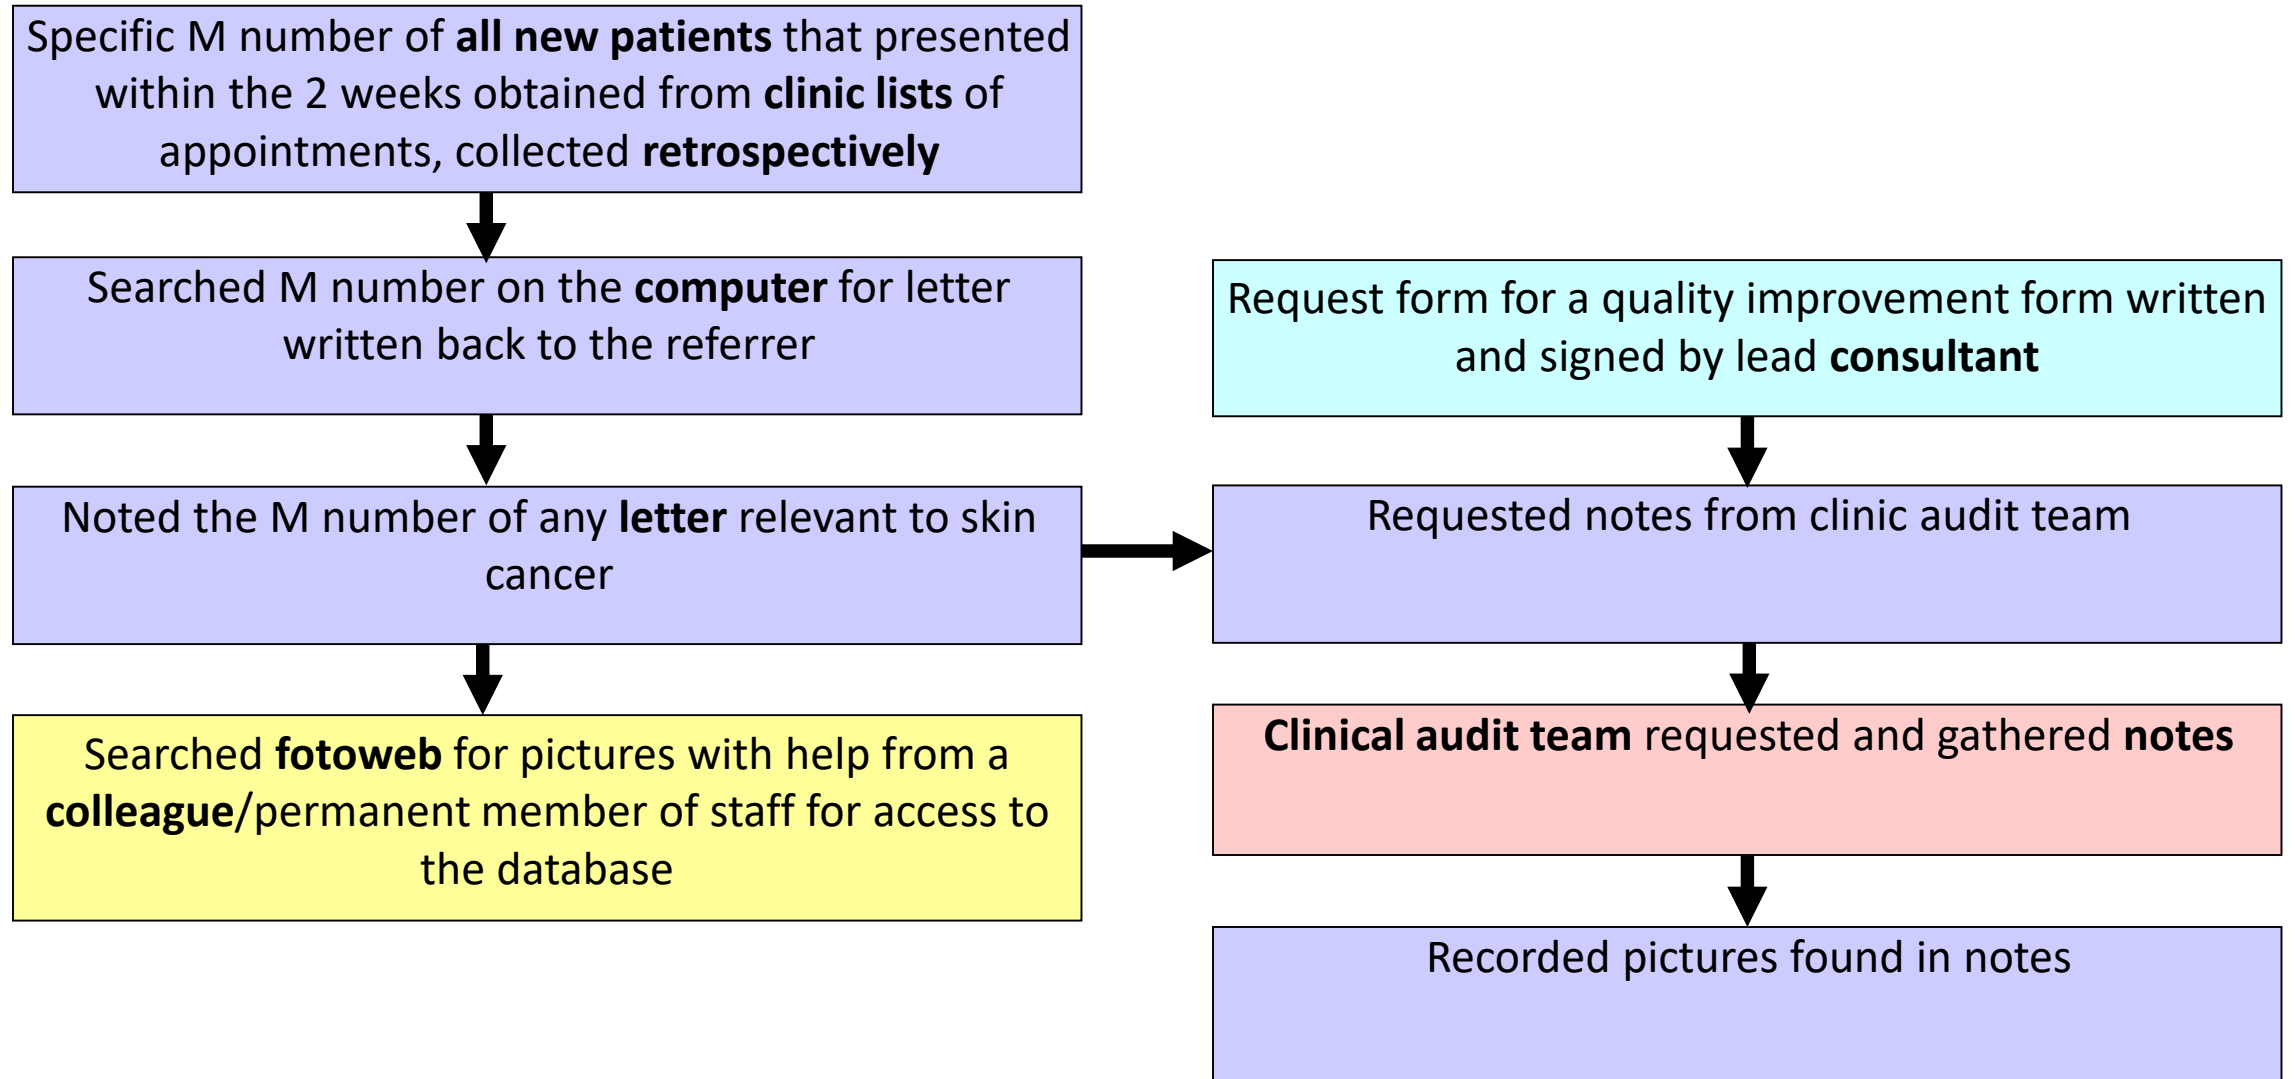 Specific M number of all new patients that presented
within the 2 weeks obtained from clinic lists of
appointments, collected retrospectively
Searched M number on the computer for letter
written back to the referrer
Noted the M number of any letter relevant to skin
cancer
Searched fotoweb for pictures with help from a
colleague/permanent member of staff for access to
the database
Request form for a quality improvement form written
and signed by lead consultant
Requested notes from clinic audit team
Clinical audit team requested and gathered notes
Recorded pictures found in notes